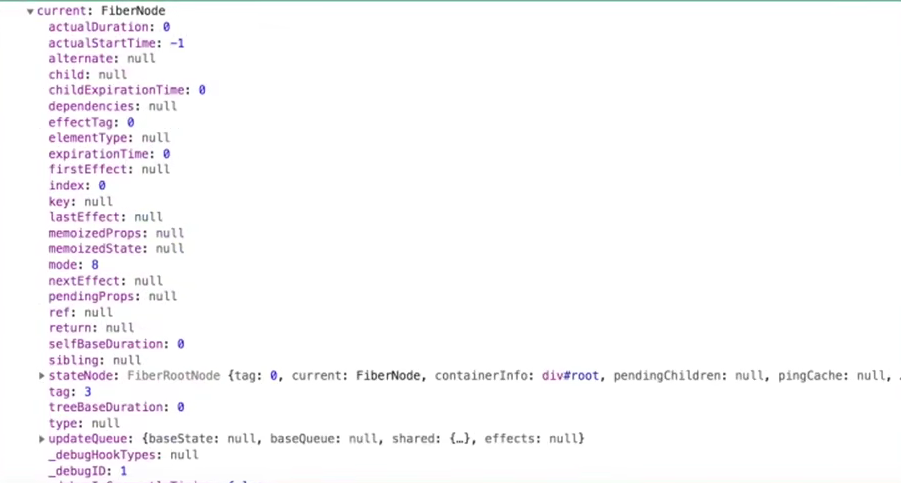 ▼current: FiberNode
actualDuration: 0
actualStartTime: -1
alternate: null
child: null
childExpirationTime: 0
dependencies: null
effectTag: 0
elementType: null
expirationTime: 0
firstEffect: null
index: 0
key: null
lastEffect: null
memoizedProps: null
memoizedState: null
mode: 8
nextEffect: null
pendingProps: null
ref: null
return: null
selfBaseDuration: 0
sibling: null
▶stateNode: FiberRootNode {tag: 0, current: FiberNode, containerInfo: div#root, pendingChildren: null, pingCache: null, .
tag: 3
treeBaseDuration: 0
type: null
▶updateQueue: {baseState: null, baseQueue: null, shared: {…}, effects: null}
_debugHookTypes: null
_debugID: 1